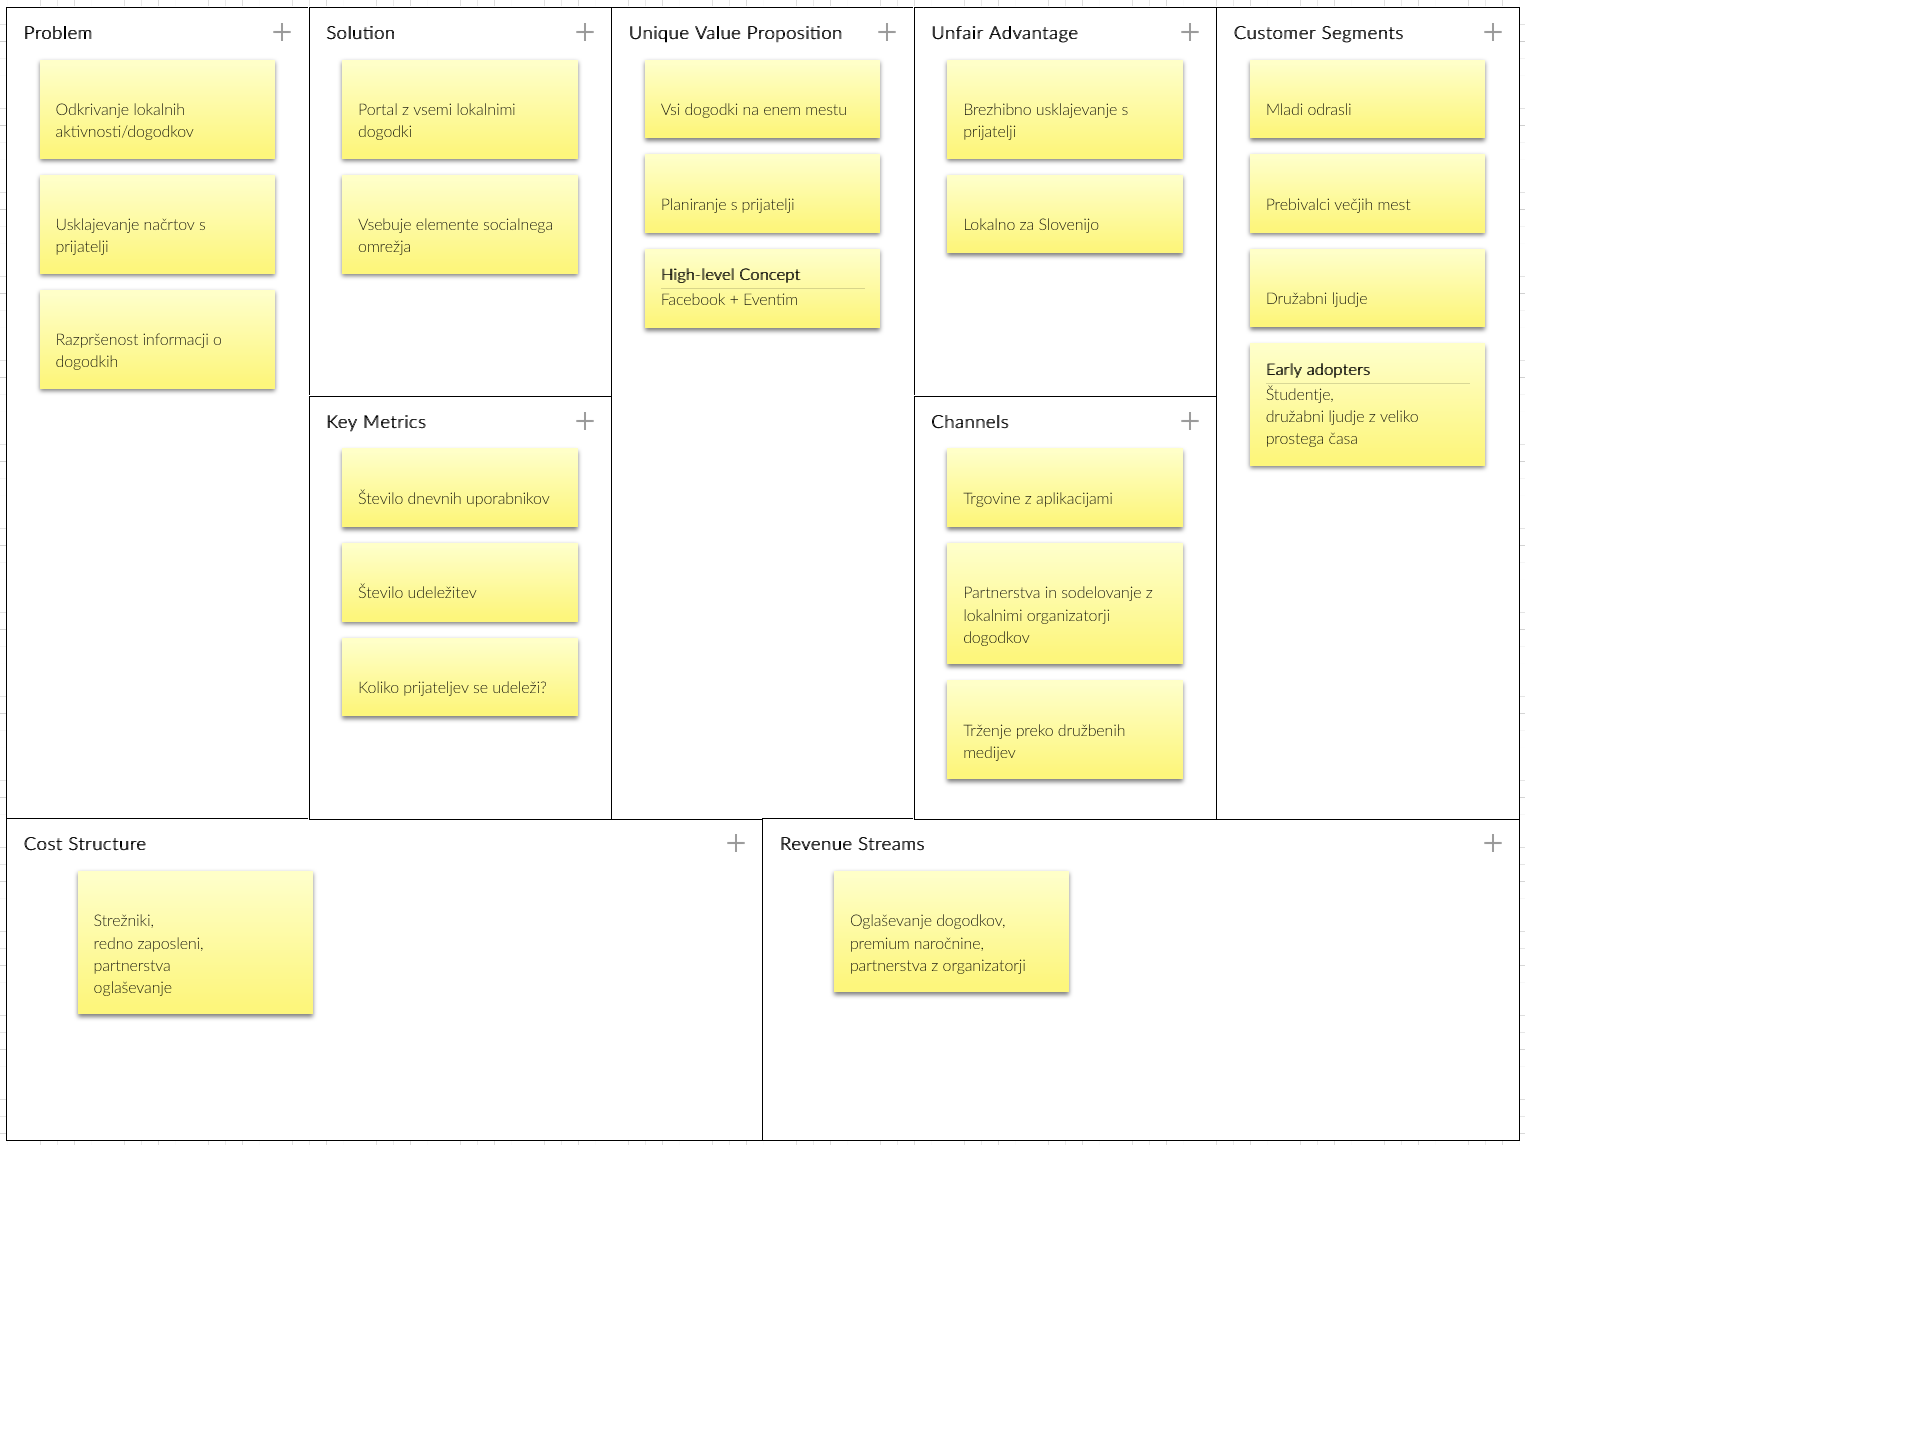 Problem
Odkrivanje lokalnih
aktivnosti/dogodkov
Usklajevanje načrtov s
prijatelji
Razpršenost informacji o
dogodkih
Solution
Portal z vsemi lokalnimi
dogodki
Vsebuje elemente socialnega
omrežja
Key Metrics
Število dnevnih uporabnikov
Število udeležitev
Koliko prijateljev se udeleži?
Unique Value Proposition
Vsi dogodki na enem mestu
Planiranje s prijatelji
High-level Concept
Facebook + Eventim
Unfair Advantage
Brezhibno usklajevanje s
prijatelji
Lokalno za Slovenijo
Channels
Trgovine z aplikacijami
Partnerstva in sodelovanje z
lokalnimi organizatorji
dogodkov
Trženje preko družbenih
medijev
Customer Segments
Mladi odrasli
Prebivalci večjih mest
Družabni ljudje
Early adopters
Študentje,
družabni ljudje z veliko
prostega časa
Cost Structure
Strežniki,
redno zaposleni,
partnerstva
oglaševanje
Revenue Streams
Oglaševanje dogodkov,
premium naročnine,
partnerstva z organizatorji